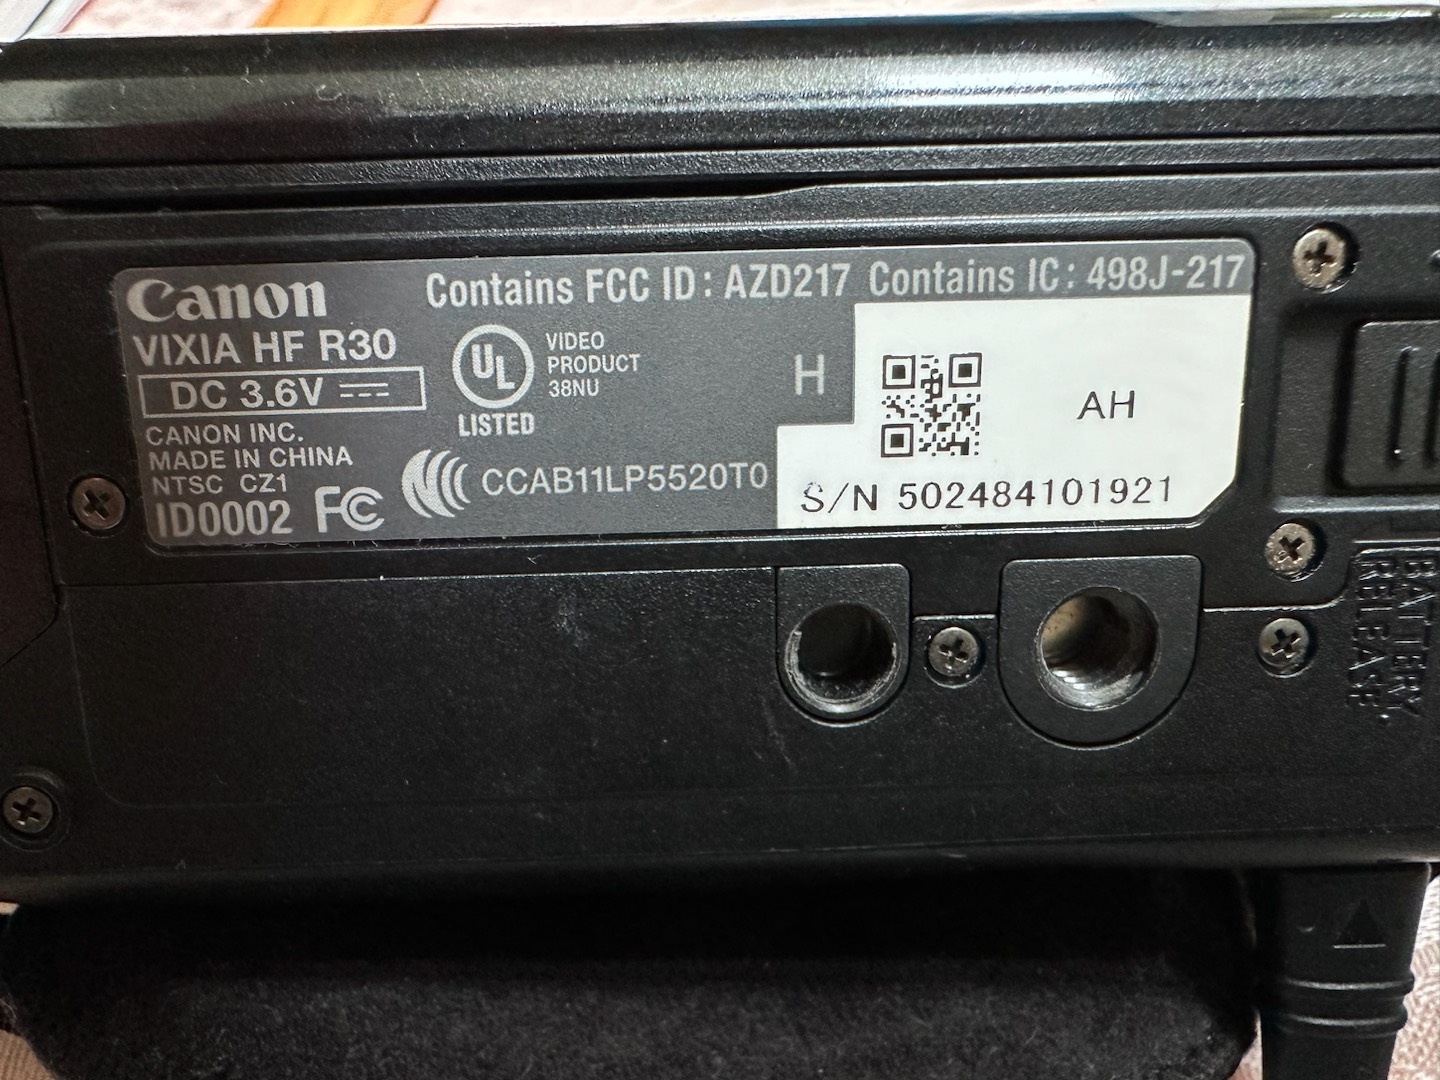 Canon
Contains FCC ID: AZD217 Contains IC: 498J-217
VIXIA HF R30
DC 3.6V
UL
LISTED
VIDEO
PRODUCT
38NU
H
AH
CANON INC.
MADE IN CHINA
NTSC CZ1
ID0002 FC
CCAB11LP5520T0
S/N 502484101921
BATTERY
RELEASE